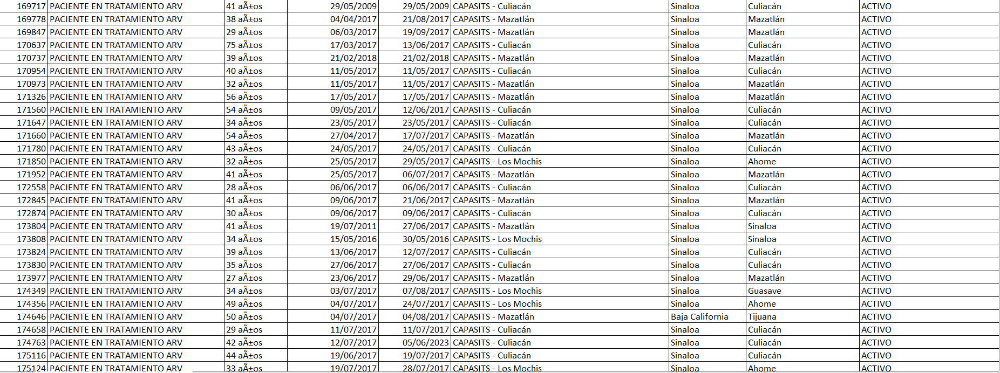 169717 PACIENTE EN TRATAMIENTO ARV 41 aÃ±os 29/05/2009 29/05/2009 CAPASITS - Culiacán Sinaloa Culiacán ACTIVO
169778 PACIENTE EN TRATAMIENTO ARV 38 aÃ±os 04/04/2017 21/08/2017 CAPASITS - Mazatlán Sinaloa Mazatlán ACTIVO
169847 PACIENTE EN TRATAMIENTO ARV 29 aÃ±os 06/03/2017 19/09/2017 CAPASITS - Mazatlán Sinaloa Mazatlán ACTIVO
170637 PACIENTE EN TRATAMIENTO ARV 75 aÃ±os 17/03/2017 13/06/2017 CAPASITS - Culiacán Sinaloa Culiacán ACTIVO
170737 PACIENTE EN TRATAMIENTO ARV 39 aÃ±os 21/02/2018 21/02/2018 CAPASITS - Mazatlán Sinaloa Mazatlán ACTIVO
170954 PACIENTE EN TRATAMIENTO ARV 40 aÃ±os 11/05/2017 11/05/2017 CAPASITS - Culiacán Sinaloa Culiacán ACTIVO
170973 PACIENTE EN TRATAMIENTO ARV 32 aÃ±os 11/05/2017 11/05/2017 CAPASITS - Mazatlán Sinaloa Mazatlán ACTIVO
171326 PACIENTE EN TRATAMIENTO ARV 56 aÃ±os 17/05/2017 17/05/2017 CAPASITS - Mazatlán Sinaloa Mazatlán ACTIVO
171560 PACIENTE EN TRATAMIENTO ARV 54 aÃ±os 09/05/2017 12/06/2017 CAPASITS - Culiacán Sinaloa Culiacán ACTIVO
171647 PACIENTE EN TRATAMIENTO ARV 34 aÃ±os 23/05/2017 23/05/2017 CAPASITS - Culiacán Sinaloa Culiacán ACTIVO
171660 PACIENTE EN TRATAMIENTO ARV 54 aÃ±os 27/04/2017 17/07/2017 CAPASITS - Mazatlán Sinaloa Mazatlán ACTIVO
171780 PACIENTE EN TRATAMIENTO ARV 43 aÃ±os 24/05/2017 24/05/2017 CAPASITS - Culiacán Sinaloa Culiacán ACTIVO
171850 PACIENTE EN TRATAMIENTO ARV 32 aÃ±os 25/05/2017 29/05/2017 CAPASITS - Los Mochis Sinaloa Ahome ACTIVO
171952 PACIENTE EN TRATAMIENTO ARV 41 aÃ±os 25/05/2017 06/07/2017 CAPASITS - Mazatlán Sinaloa Mazatlán ACTIVO
172558 PACIENTE EN TRATAMIENTO ARV 28 aÃ±os 06/06/2017 06/06/2017 CAPASITS - Culiacán Sinaloa Culiacán ACTIVO
172845 PACIENTE EN TRATAMIENTO ARV 41 aÃ±os 09/06/2017 21/06/2017 CAPASITS - Mazatlán Sinaloa Mazatlán ACTIVO
172874 PACIENTE EN TRATAMIENTO ARV 30 aÃ±os 09/06/2017 09/06/2017 CAPASITS - Culiacán Sinaloa Culiacán ACTIVO
173804 PACIENTE EN TRATAMIENTO ARV 41 aÃ±os 19/07/2011 27/06/2017 CAPASITS - Mazatlán Sinaloa Sinaloa ACTIVO
173808 PACIENTE EN TRATAMIENTO ARV 34 aÃ±os 15/05/2016 30/05/2016 CAPASITS - Los Mochis Sinaloa Sinaloa ACTIVO
173824 PACIENTE EN TRATAMIENTO ARV 39 aÃ±os 13/06/2017 12/07/2017 CAPASITS - Culiacán Sinaloa Culiacán ACTIVO
173830 PACIENTE EN TRATAMIENTO ARV 35 aÃ±os 27/06/2017 27/06/2017 CAPASITS - Culiacán Sinaloa Culiacán ACTIVO
173977 PACIENTE EN TRATAMIENTO ARV 27 aÃ±os 23/06/2017 29/06/2017 CAPASITS - Mazatlán Sinaloa Mazatlán ACTIVO
174349 PACIENTE EN TRATAMIENTO ARV 34 aÃ±os 03/07/2017 07/08/2017 CAPASITS - Los Mochis Sinaloa Guasave ACTIVO
174356 PACIENTE EN TRATAMIENTO ARV 49 aÃ±os 04/07/2017 24/07/2017 CAPASITS - Los Mochis Sinaloa Ahome ACTIVO
174646 PACIENTE EN TRATAMIENTO ARV 50 aÃ±os 04/07/2017 04/08/2017 CAPASITS - Mazatlán Baja California Tijuana ACTIVO
174658 PACIENTE EN TRATAMIENTO ARV 29 aÃ±os 11/07/2017 11/07/2017 CAPASITS - Culiacán Sinaloa Culiacán ACTIVO
174763 PACIENTE EN TRATAMIENTO ARV 42 aÃ±os 12/07/2017 05/06/2023 CAPASITS - Culiacán Sinaloa Culiacán ACTIVO
175116 PACIENTE EN TRATAMIENTO ARV 44 aÃ±os 19/06/2017 19/07/2017 CAPASITS - Culiacán Sinaloa Culiacán ACTIVO
175124 PACIENTE EN TRATAMIENTO ARV 33 aÃ±os 19/07/2017 28/07/2017 CAPASITS - Los Mochis Sinaloa Ahome ACTIVO